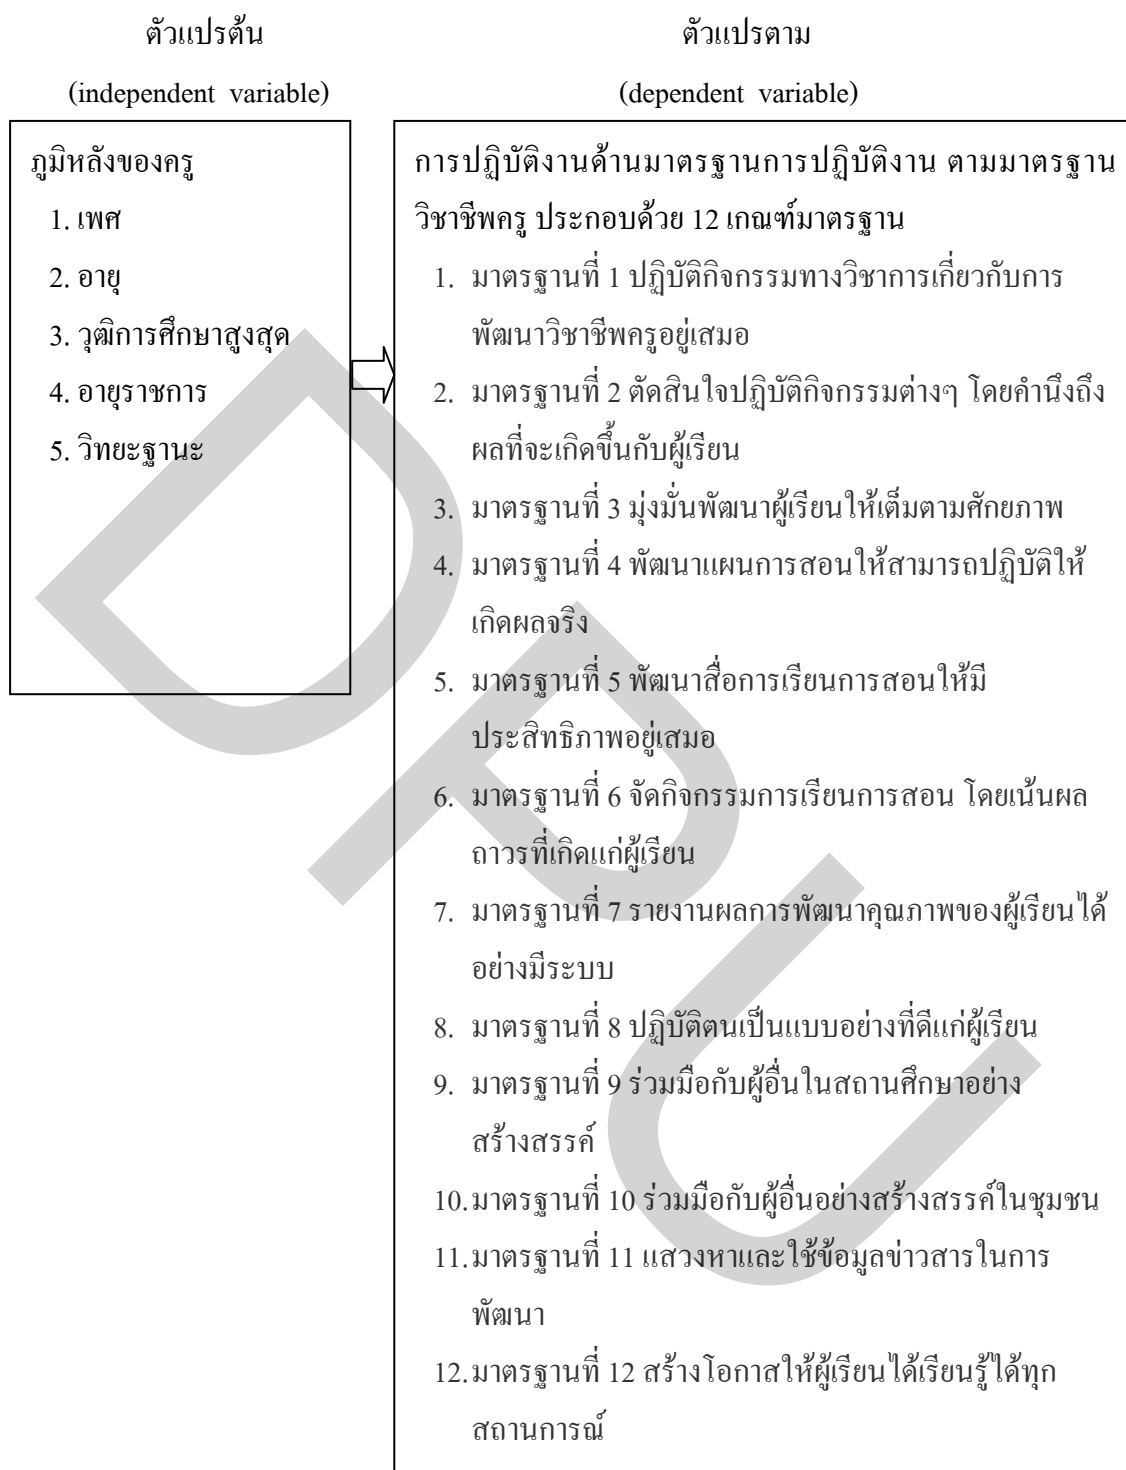 ตัวแปรต้น
(independent variable)
ภูมิหลังของครู
1. เพศ
2. อายุ
3. วุฒิการศึกษาสูงสุด
4. อายุราชการ
5. วิทยะฐานะ
ตัวแปรตาม
(dependent variable)
การปฏิบัติงานด้านมาตรฐานการปฏิบัติงาน ตามมาตรฐาน
วิชาชีพครู ประกอบด้วย 12 เกณฑ์มาตรฐาน
1. มาตรฐานที่ 1 ปฏิบัติกิจกรรมทางวิชาการเกี่ยวกับการ
พัฒนาวิชาชีพครูอยู่เสมอ
2. มาตรฐานที่ 2 ตัดสินใจปฏิบัติกิจกรรมต่างๆ โดยคำนึงถึง
ผลที่จะเกิดขึ้นกับผู้เรียน
3. มาตรฐานที่ 3 มุ่งมั่นพัฒนาผู้เรียนให้เต็มตามศักยภาพ
4. มาตรฐานที่ 4 พัฒนาแผนการสอนให้สามารถปฏิบัติให้
เกิดผลจริง
5. มาตรฐานที่ 5 พัฒนาสื่อการเรียนการสอนให้มี
ประสิทธิภาพอยู่เสมอ
6. มาตรฐานที่ 6 จัดกิจกรรมการเรียนการสอน โดยเน้นผล
ถาวรที่เกิดแก่ผู้เรียน
7. มาตรฐานที่ 7 รายงานผลการพัฒนาคุณภาพของผู้เรียนได้
อย่างมีระบบ
8. มาตรฐานที่ 8 ปฏิบัติตนเป็นแบบอย่างที่ดีแก่ผู้เรียน
9. มาตรฐานที่ 9 ร่วมมือกับผู้อื่นในสถานศึกษาอย่าง
สร้างสรรค์
10. มาตรฐานที่ 10 ร่วมมือกับผู้อื่นอย่างสร้างสรรค์ในชุมชน
11. มาตรฐานที่ 11 แสวงหาและใช้ข้อมูลข่าวสารในการ
พัฒนา
12. มาตรฐานที่ 12 สร้างโอกาสให้ผู้เรียนได้เรียนรู้ได้ทุก
สถานการณ์
DPU